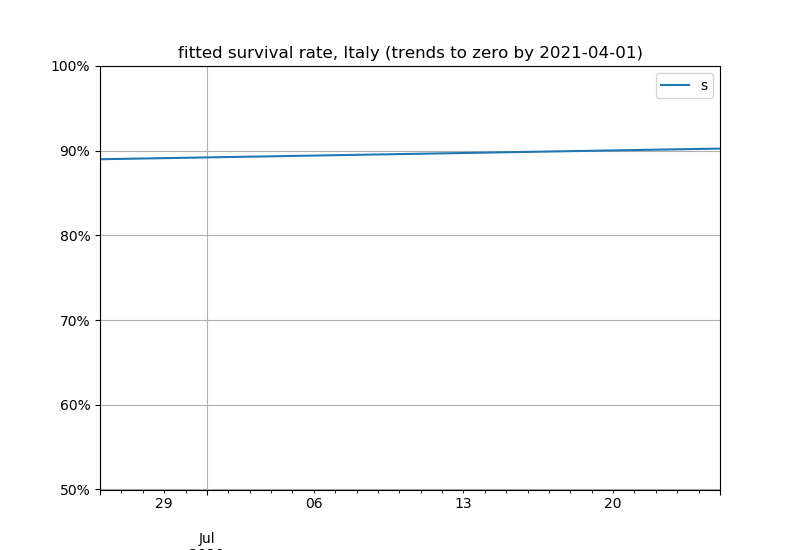 fitted survival rate, Italy (trends to zero by 2021-04-01)
100%
s
90%
80%
70%
60%
50%
29 06 13 20
Jul